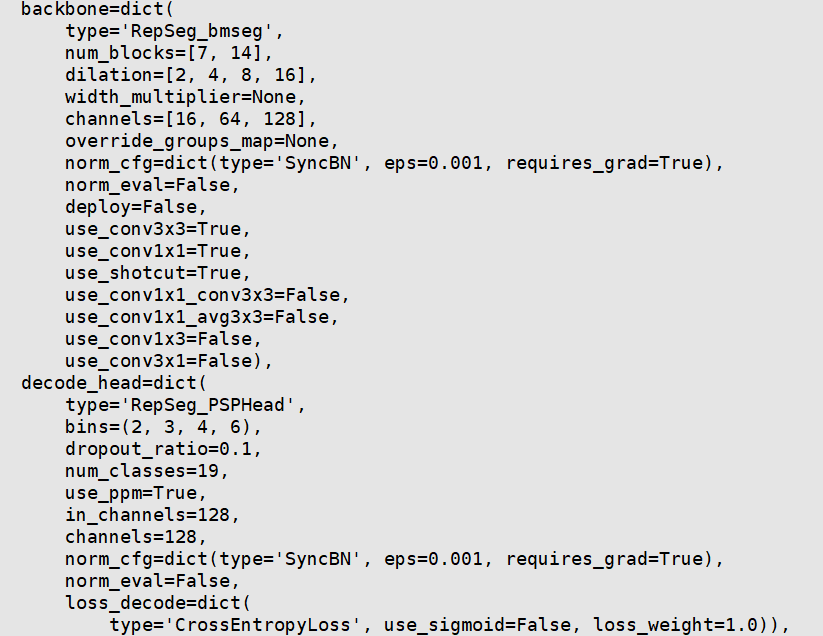 backbone=dict(
    type='RepSeg_bmseg',
    num_blocks=[7, 14],
    dilation=[2, 4, 8, 16],
    width_multiplier=None,
    channels=[16, 64, 128],
    override_groups_map=None,
    norm_cfg=dict(type='SyncBN', eps=0.001, requires_grad=True),
    norm_eval=False,
    deploy=False,
    use_conv3x3=True,
    use_conv1x1=True,
    use_shotcut=True,
    use_conv1x1_conv3x3=False,
    use_conv1x1_avg3x3=False,
    use_conv1x3=False,
    use_conv3x1=False),
decode_head=dict(
    type='RepSeg_PSPHead',
    bins=(2, 3, 4, 6),
    dropout_ratio=0.1,
    num_classes=19,
    use_ppm=True,
    in_channels=128,
    channels=128,
    norm_cfg=dict(type='SyncBN', eps=0.001, requires_grad=True),
    norm_eval=False,
    loss_decode=dict(
        type='CrossEntropyLoss', use_sigmoid=False, loss_weight=1.0)),